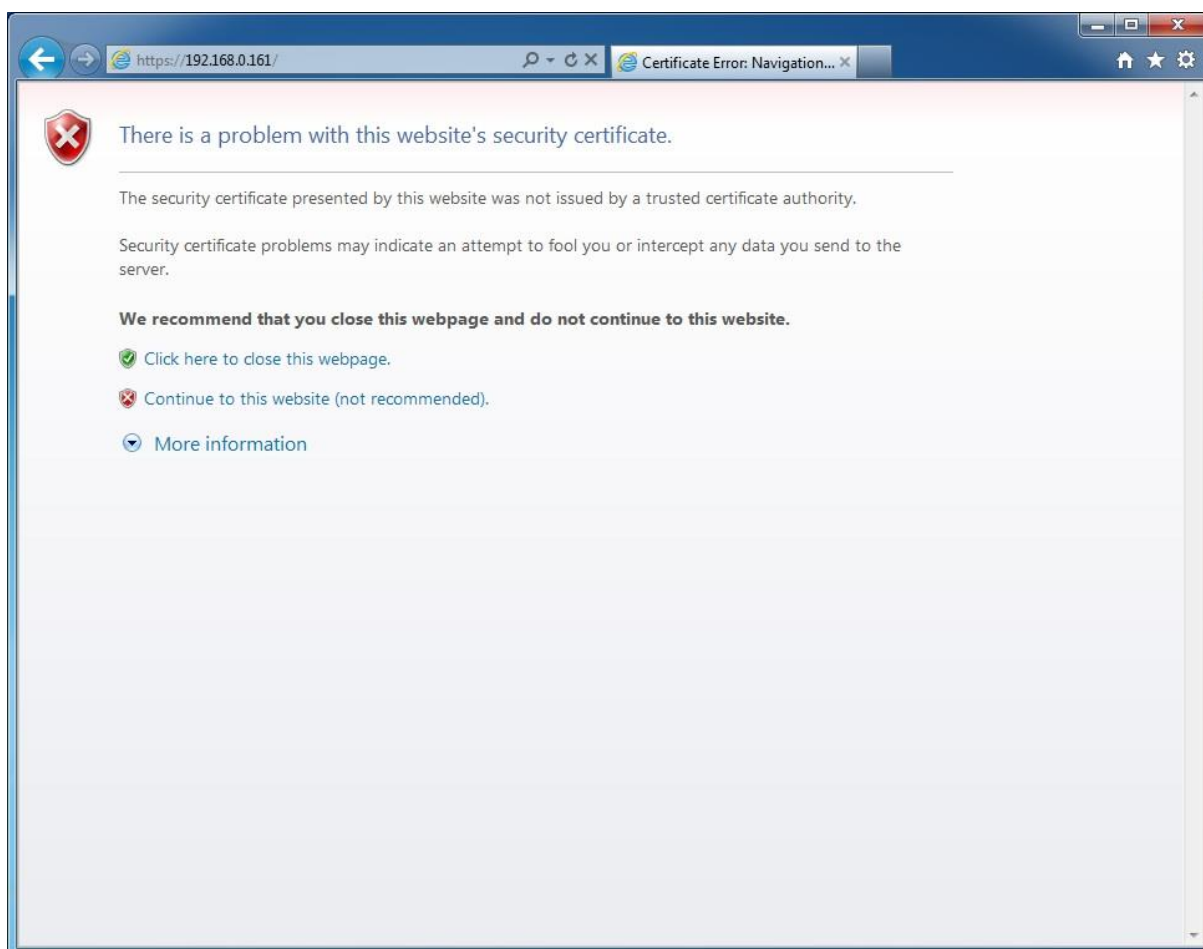 https://192.168.0.161/
Certificate Error: Navigation...
There is a problem with this website's security certificate.
The security certificate presented by this website was not issued by a trusted certificate authority.
Security certificate problems may indicate an attempt to fool you or intercept any data you send to the
server.
We recommend that you close this webpage and do not continue to this website.
Click here to close this webpage.
Continue to this website (not recommended).
More information